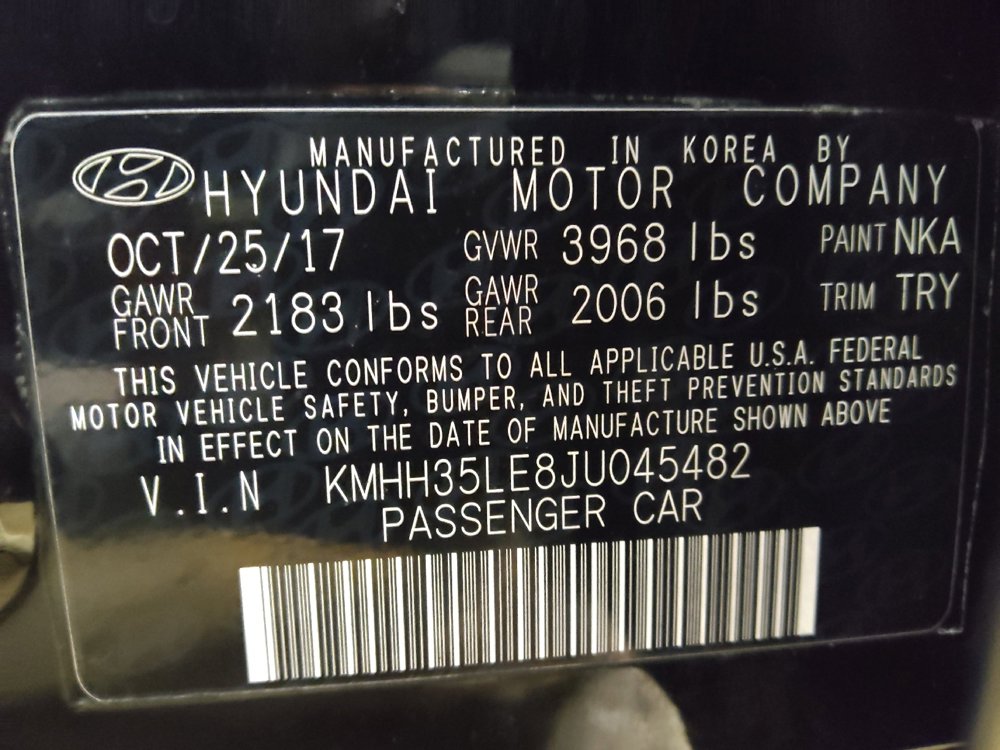 MANUFACTURED IN KOREA BY
HYUNDAI MOTOR COMPANY
OCT/25/17 GVWR 3968 lbs PAINT NKA
GAWR FRONT 2183 lbs GAWR REAR 2006 lbs TRIM TRY
THIS VEHICLE CONFORMS TO ALL APPLICABLE U.S.A. FEDERAL
MOTOR VEHICLE SAFETY, BUMPER, AND THEFT PREVENTION STANDARDS
IN EFFECT ON THE DATE OF MANUFACTURE SHOWN ABOVE
V.I.N KMHH35LE8JU045482
PASSENGER CAR